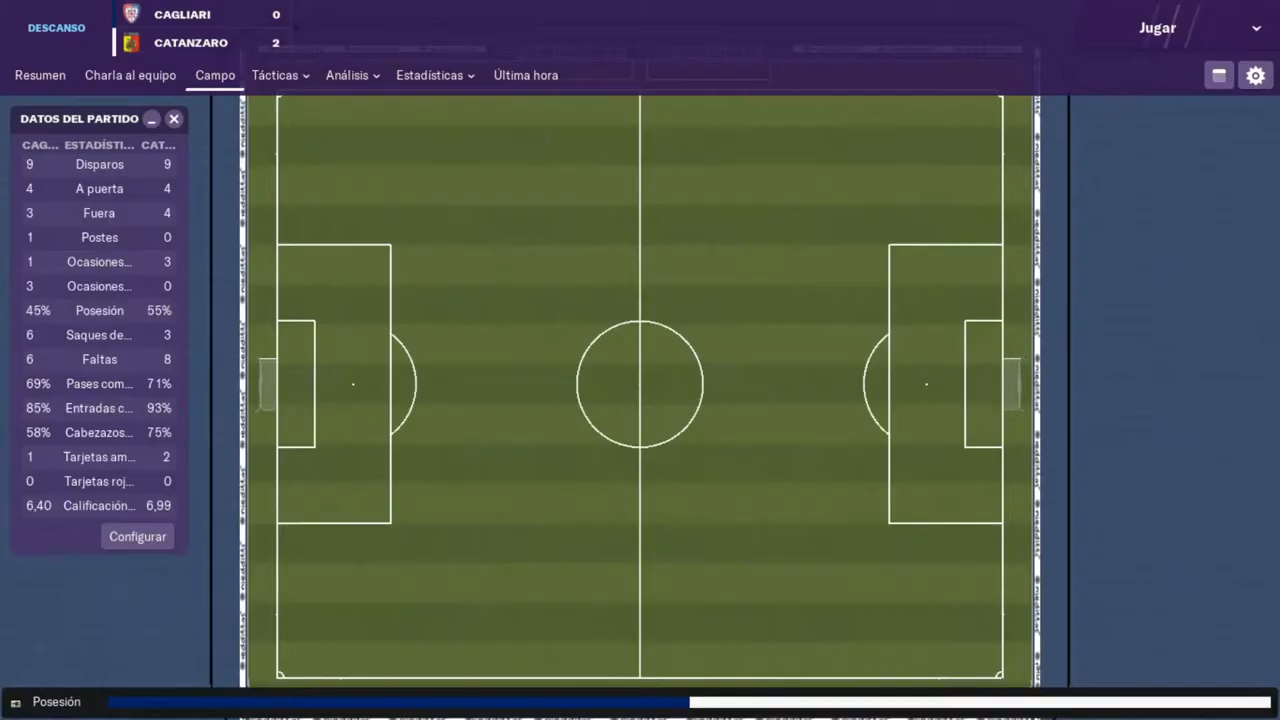 DESCANSO
CAGLIARI 0
CATANZARO 2
Jugar
Resumen Charla al equipo Campo Tácticas Análisis Estadísticas Última hora
DATOS DEL PARTIDO
CAG... ESTADÍSTI... CAT...
9 Disparos 9
4 A puerta 4
3 Fuera 4
1 Postes 0
1 Ocasiones... 3
3 Ocasiones... 0
45% Posesión 55%
6 Saques de... 3
6 Faltas 8
69% Pases com... 71%
85% Entradas c... 93%
58% Cabezazos... 75%
1 Tarjetas am... 2
0 Tarjetas roj... 0
6,40 Calificación... 6,99
Configurar
Posesión